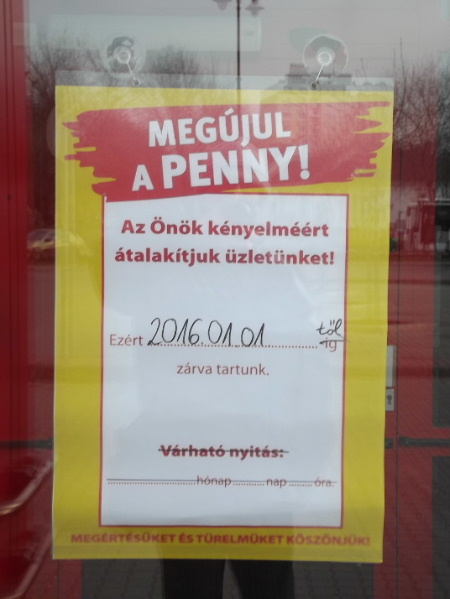 MEGÚJUL
A PENNY!
Az Önök kényelméért
átalakítjuk üzletünket!
Ezért 2016.01.01. től
ig
zárva tartunk.
Várható nyitás:
hónap nap óra.
MEGÉRTÉSÜKET ÉS TÜRELMÜKET KÖSZÖNJÜK!